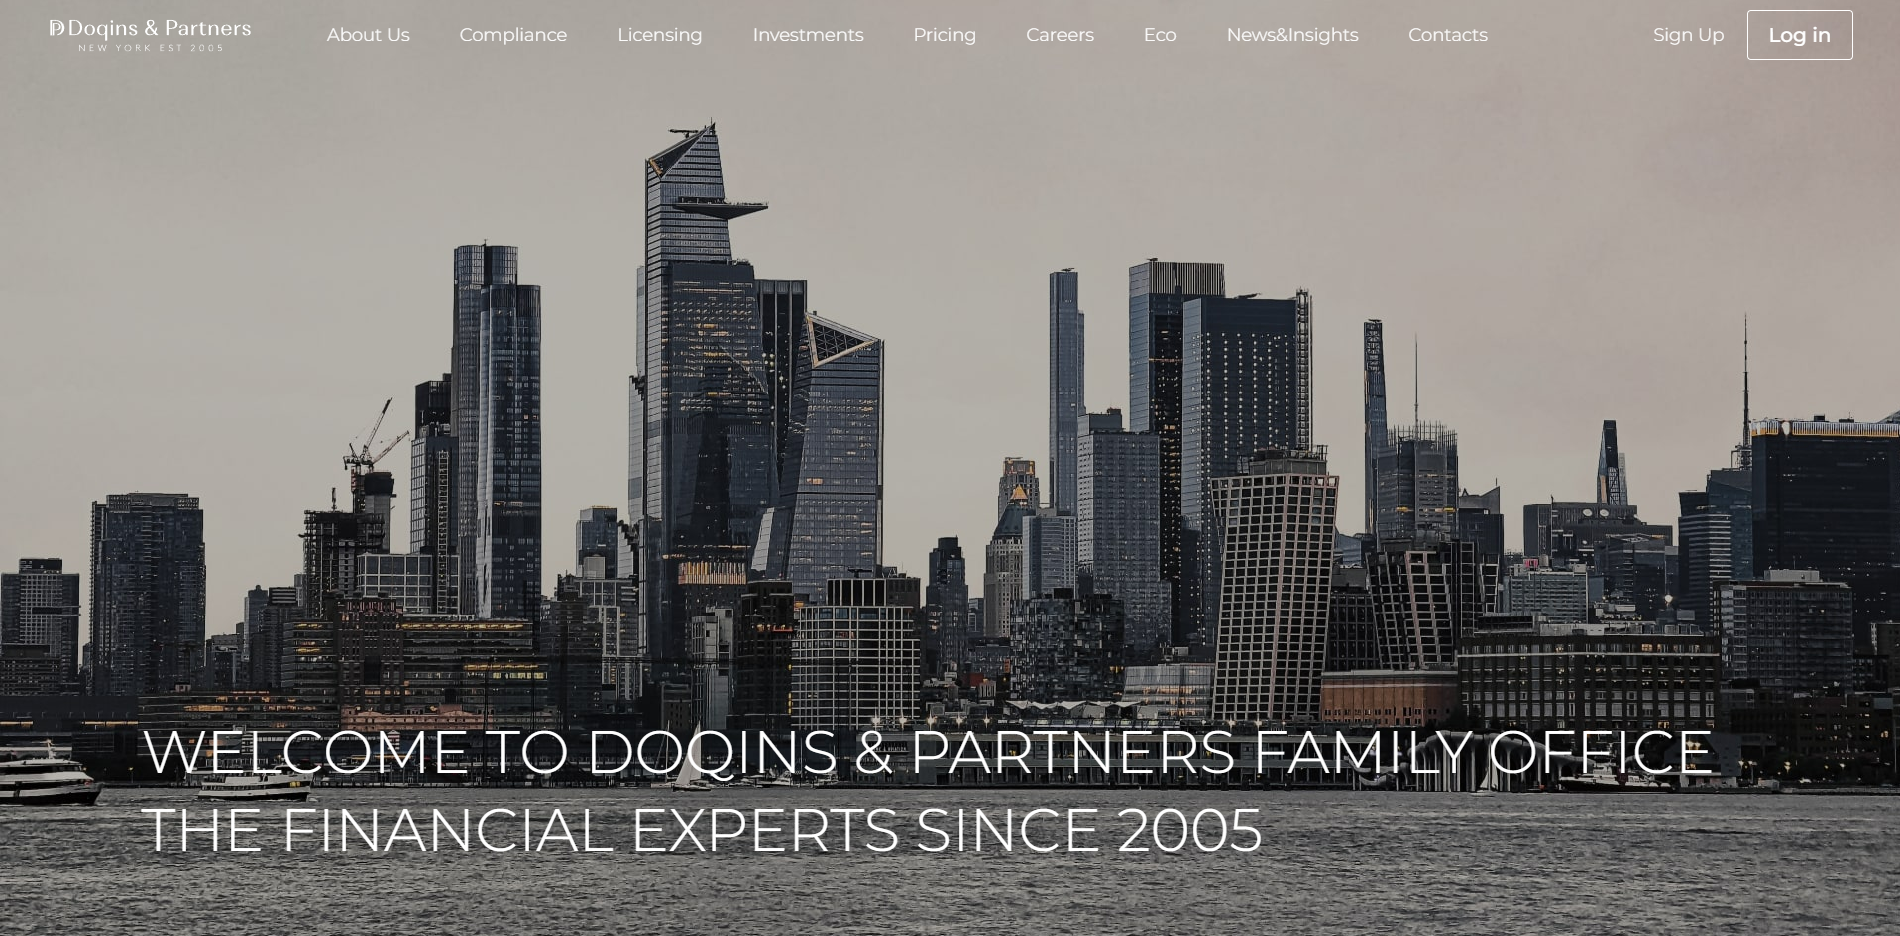 Doqins & Partners
NEW YORK EST 2005
About Us
Compliance
Licensing
Investments
Pricing
Careers
Eco
News&Insights
Contacts
Sign Up
Log in
WELCOME TO DOQINS & PARTNERS FAMILY OFFICE
THE FINANCIAL EXPERTS SINCE 2005